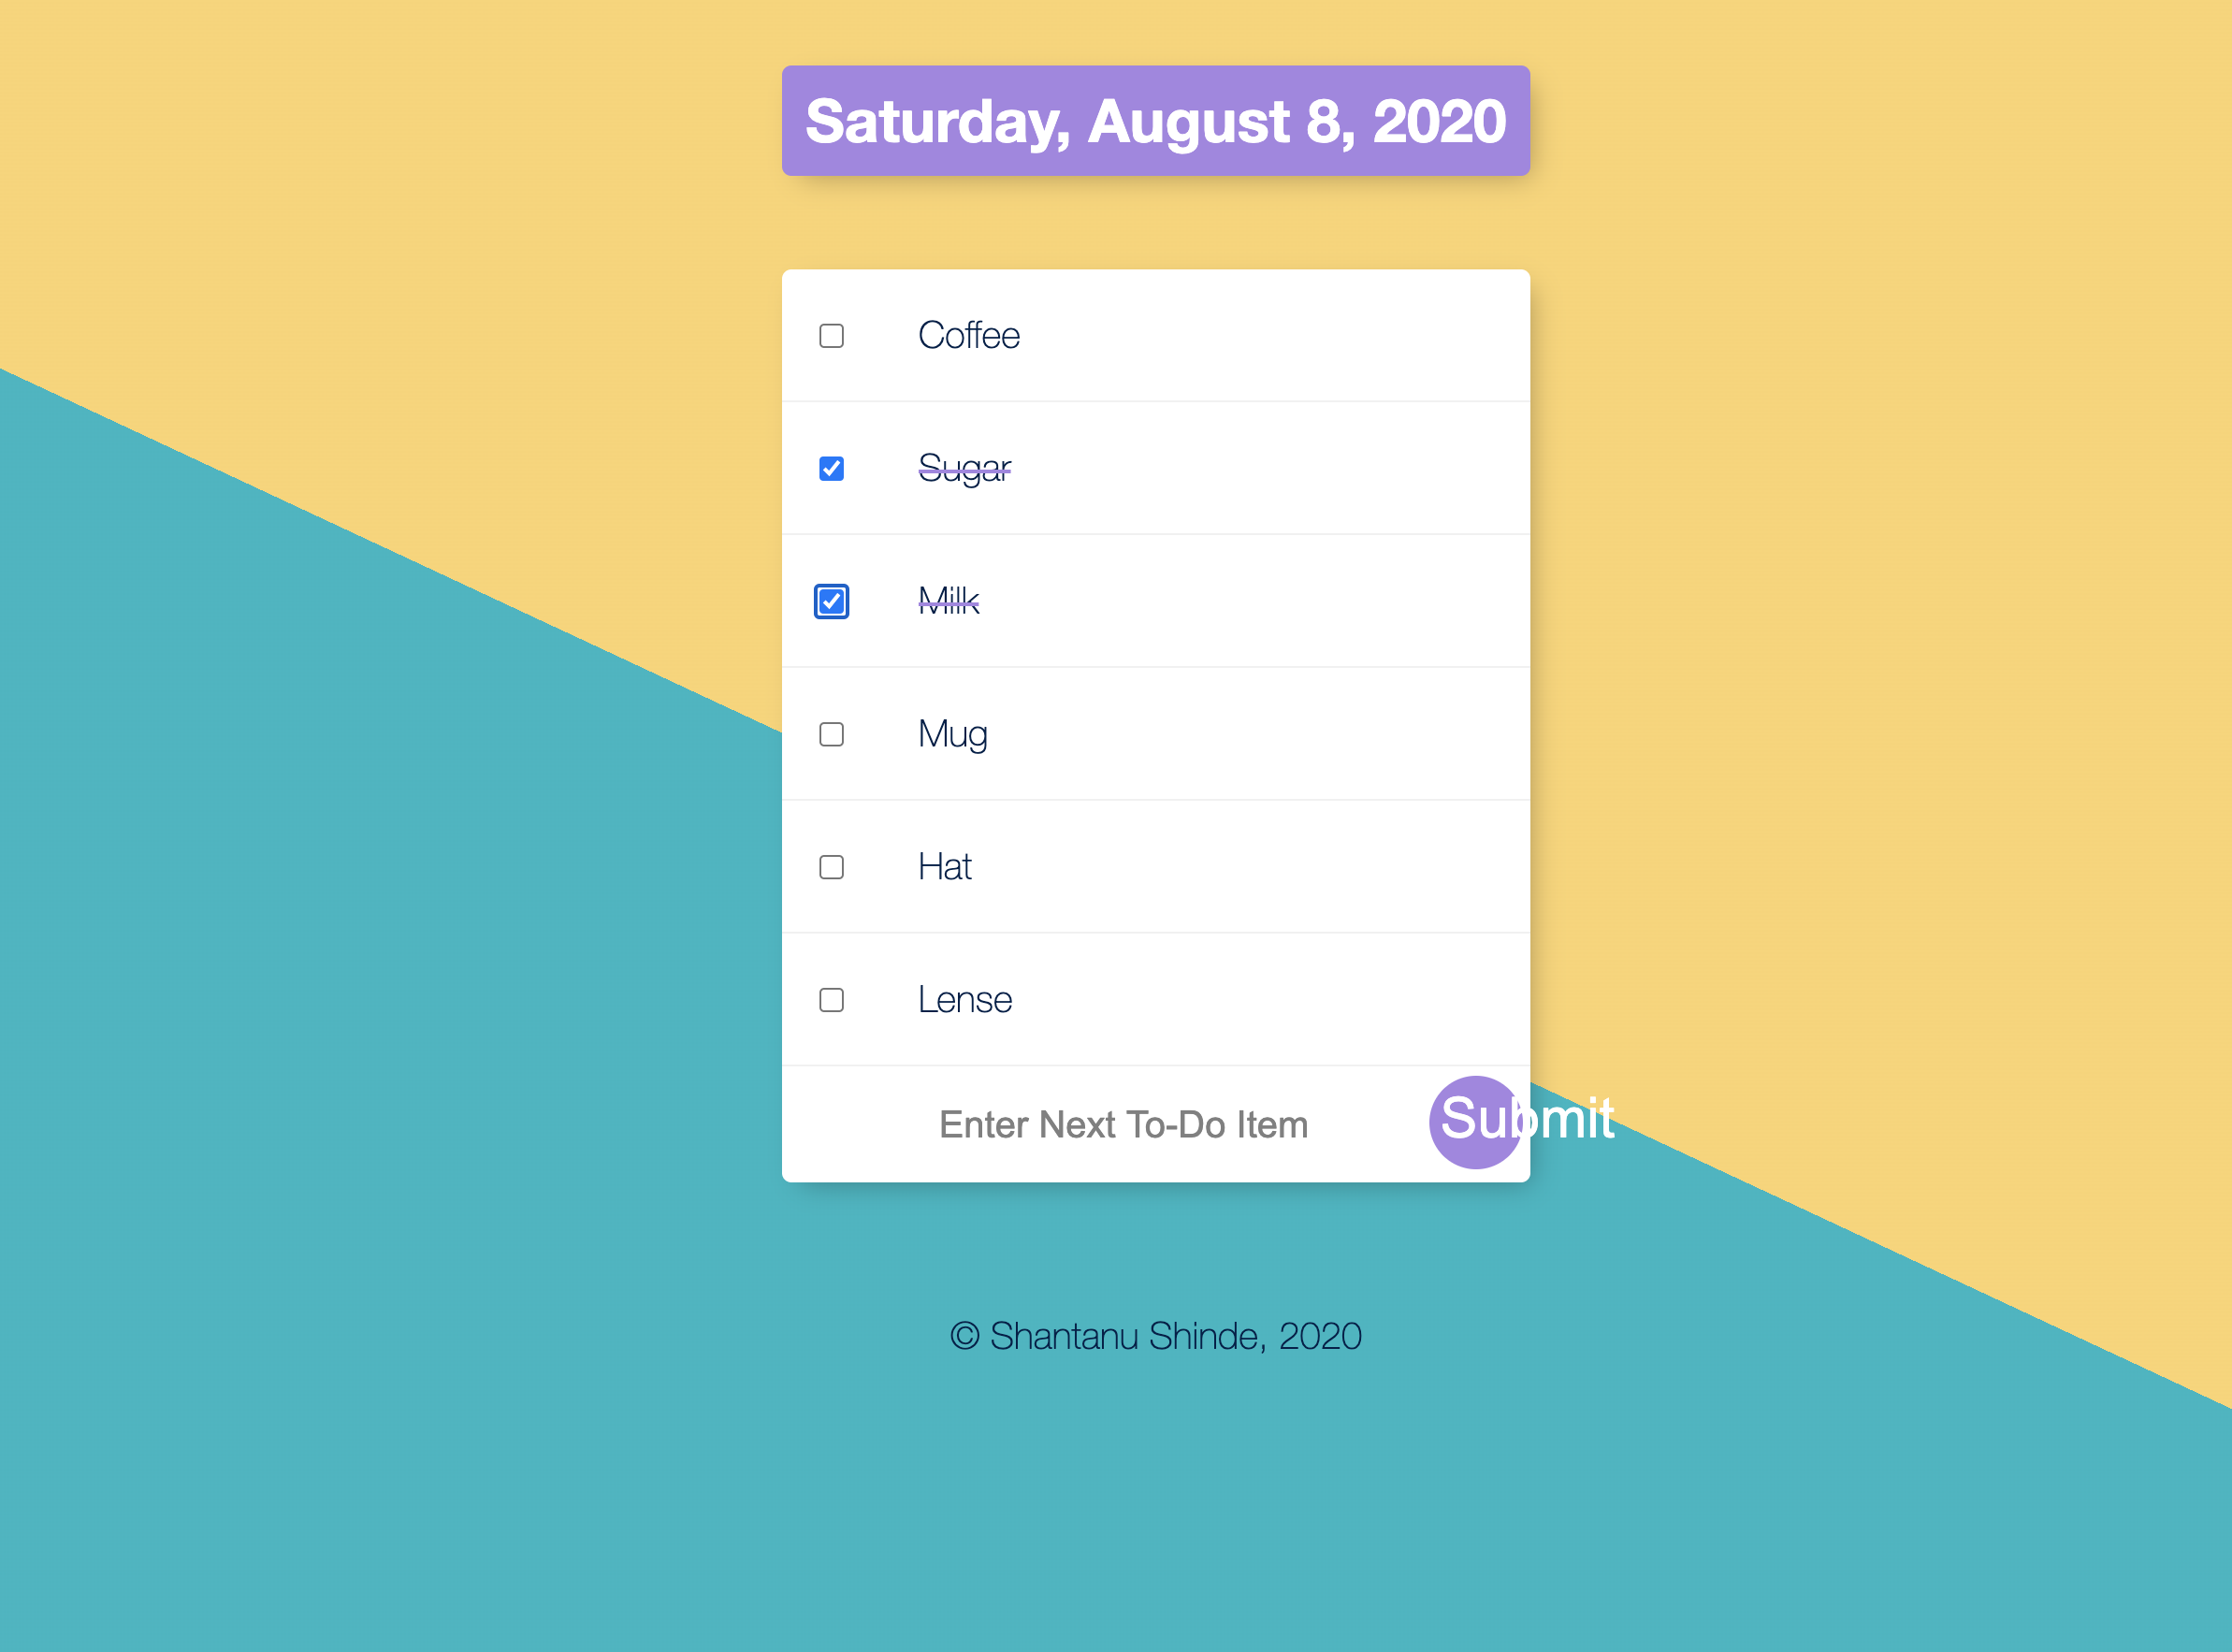 Saturday, August 8, 2020
Coffee
Sugar
Milk
Mug
Hat
Lense
Enter Next To-Do Item
Submit
© Shantanu Shinde, 2020